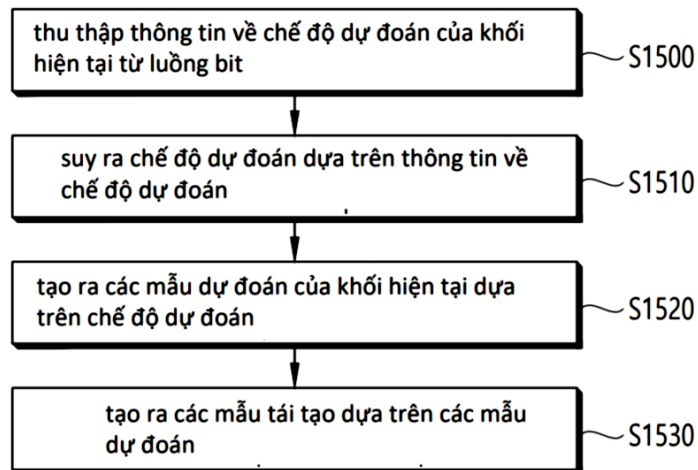 thu thập thông tin về chế độ dự đoán của khối
hiện tại từ luồng bit
S1500
suy ra chế độ dự đoán dựa trên thông tin về
chế độ dự đoán
S1510
tạo ra các mẫu dự đoán của khối hiện tại dựa
trên chế độ dự đoán
S1520
tạo ra các mẫu tái tạo dựa trên các mẫu
dự đoán
S1530